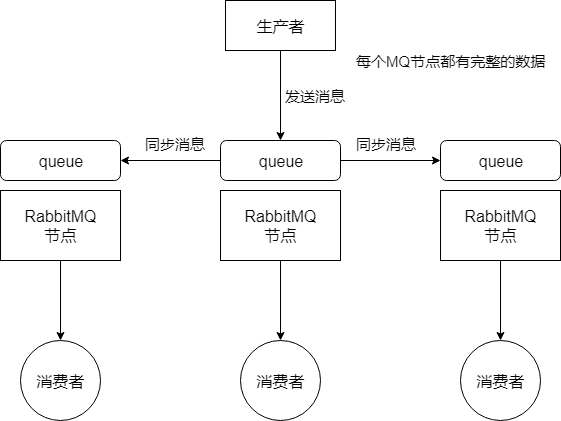 生产者
每个MQ节点都有完整的数据
发送消息
同步消息
同步消息
queue
queue
queue
RabbitMQ
节点
RabbitMQ
节点
RabbitMQ
节点
消费者
消费者
消费者